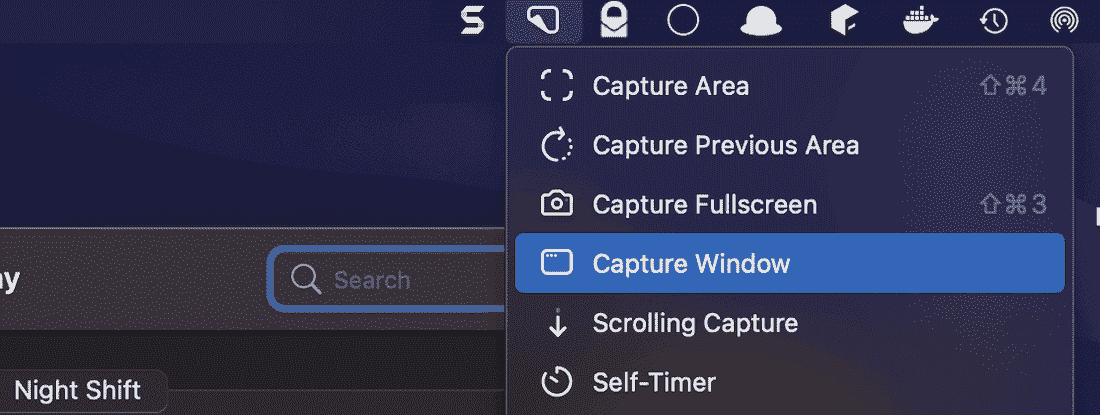 Capture Area ⇧⌘4
Capture Previous Area
Capture Fullscreen ⇧⌘3
Capture Window
Search
Scrolling Capture
Night Shift
Self-Timer